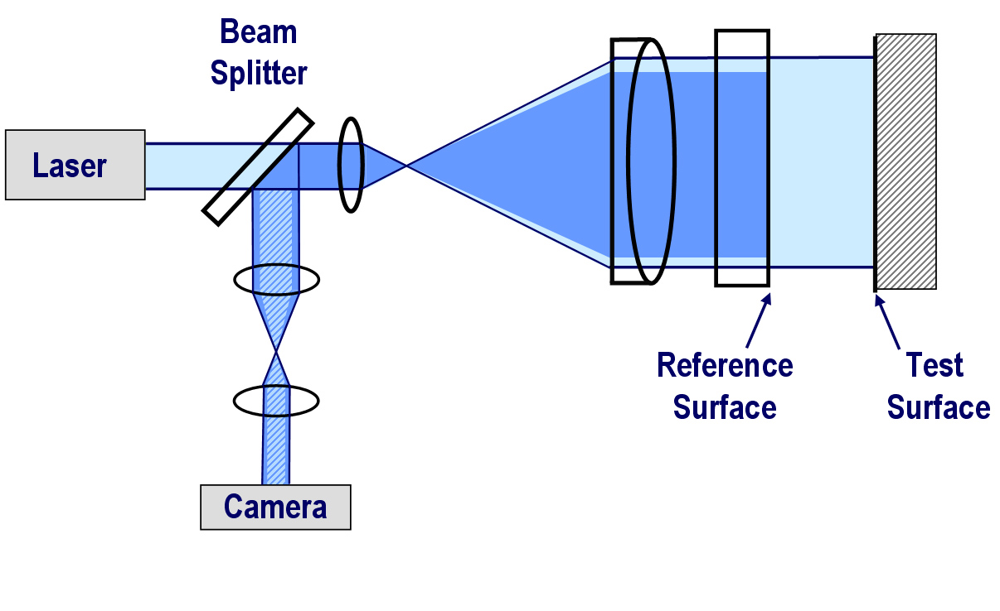 Beam
Splitter
Laser
Reference
Surface
Test
Surface
Camera